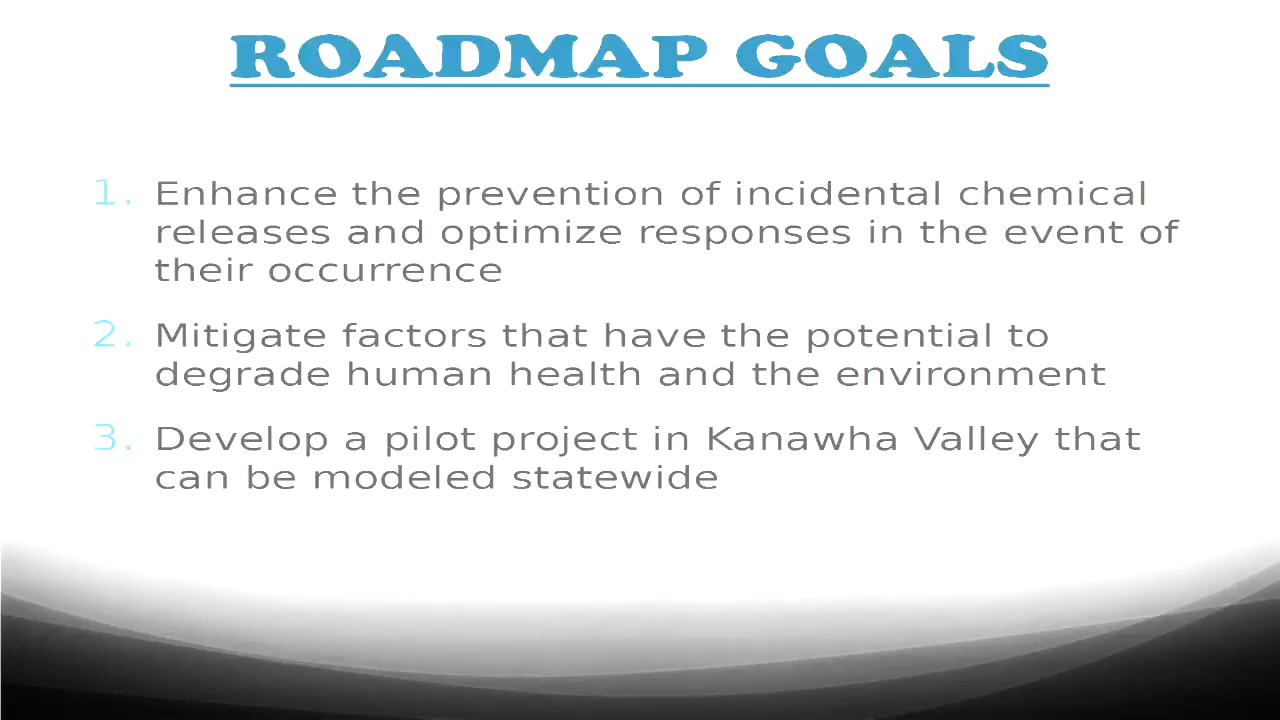 ROADMAP GOALS
1. Enhance the prevention of incidental chemical
releases and optimize responses in the event of
their occurrence
2. Mitigate factors that have the potential to
degrade human health and the environment
3. Develop a pilot project in Kanawha Valley that
can be modeled statewide